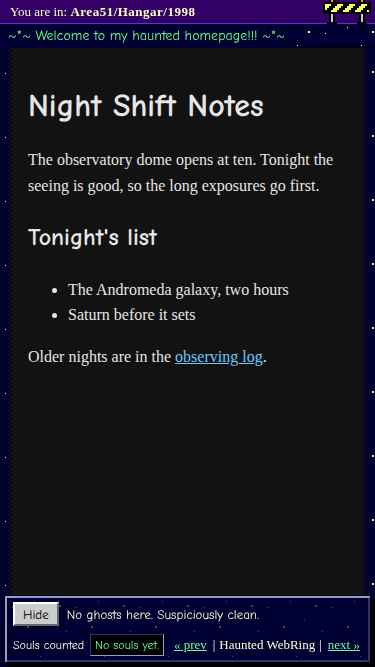 You are in: Area51/Hangar/1998
~*~ Welcome to my haunted homepage!!! ~*~
Night Shift Notes
The observatory dome opens at ten. Tonight the
seeing is good, so the long exposures go first.
Tonight's list
• The Andromeda galaxy, two hours
• Saturn before it sets
Older nights are in the observing log.
Hide No ghosts here. Suspiciously clean.
Souls counted No souls yet. « prev | Haunted WebRing | next »